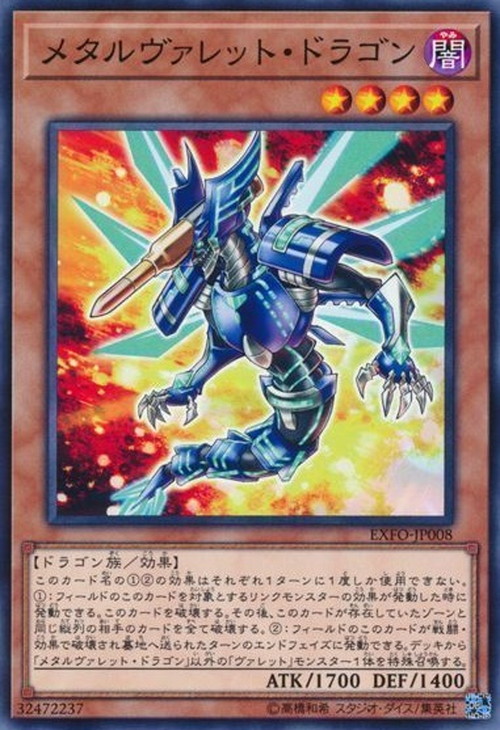 メタルヴァレット・ドラゴン
闇
やみ
EXFO-JP008
【ドラゴン族/効果】
このカード名の①②の効果はそれぞれ1ターンに1度しか使用できない。
①:フィールドのこのカードを対象とするリンクモンスターの効果が発動した時に
発動できる。このカードを破壊する。その後、このカードが存在していたゾーンと
同じ縦列の相手のカードを全て破壊する。②:フィールドのこのカードが戦闘・
効果で破壊され墓地へ送られたターンのエンドフェイズに発動できる。デッキから
「メタルヴァレット・ドラゴン」以外の「ヴァレット」モンスター1体を特殊召喚する。
ATK/1700 DEF/1400
32472237
©高橋和希 スタジオ・ダイス/集英社